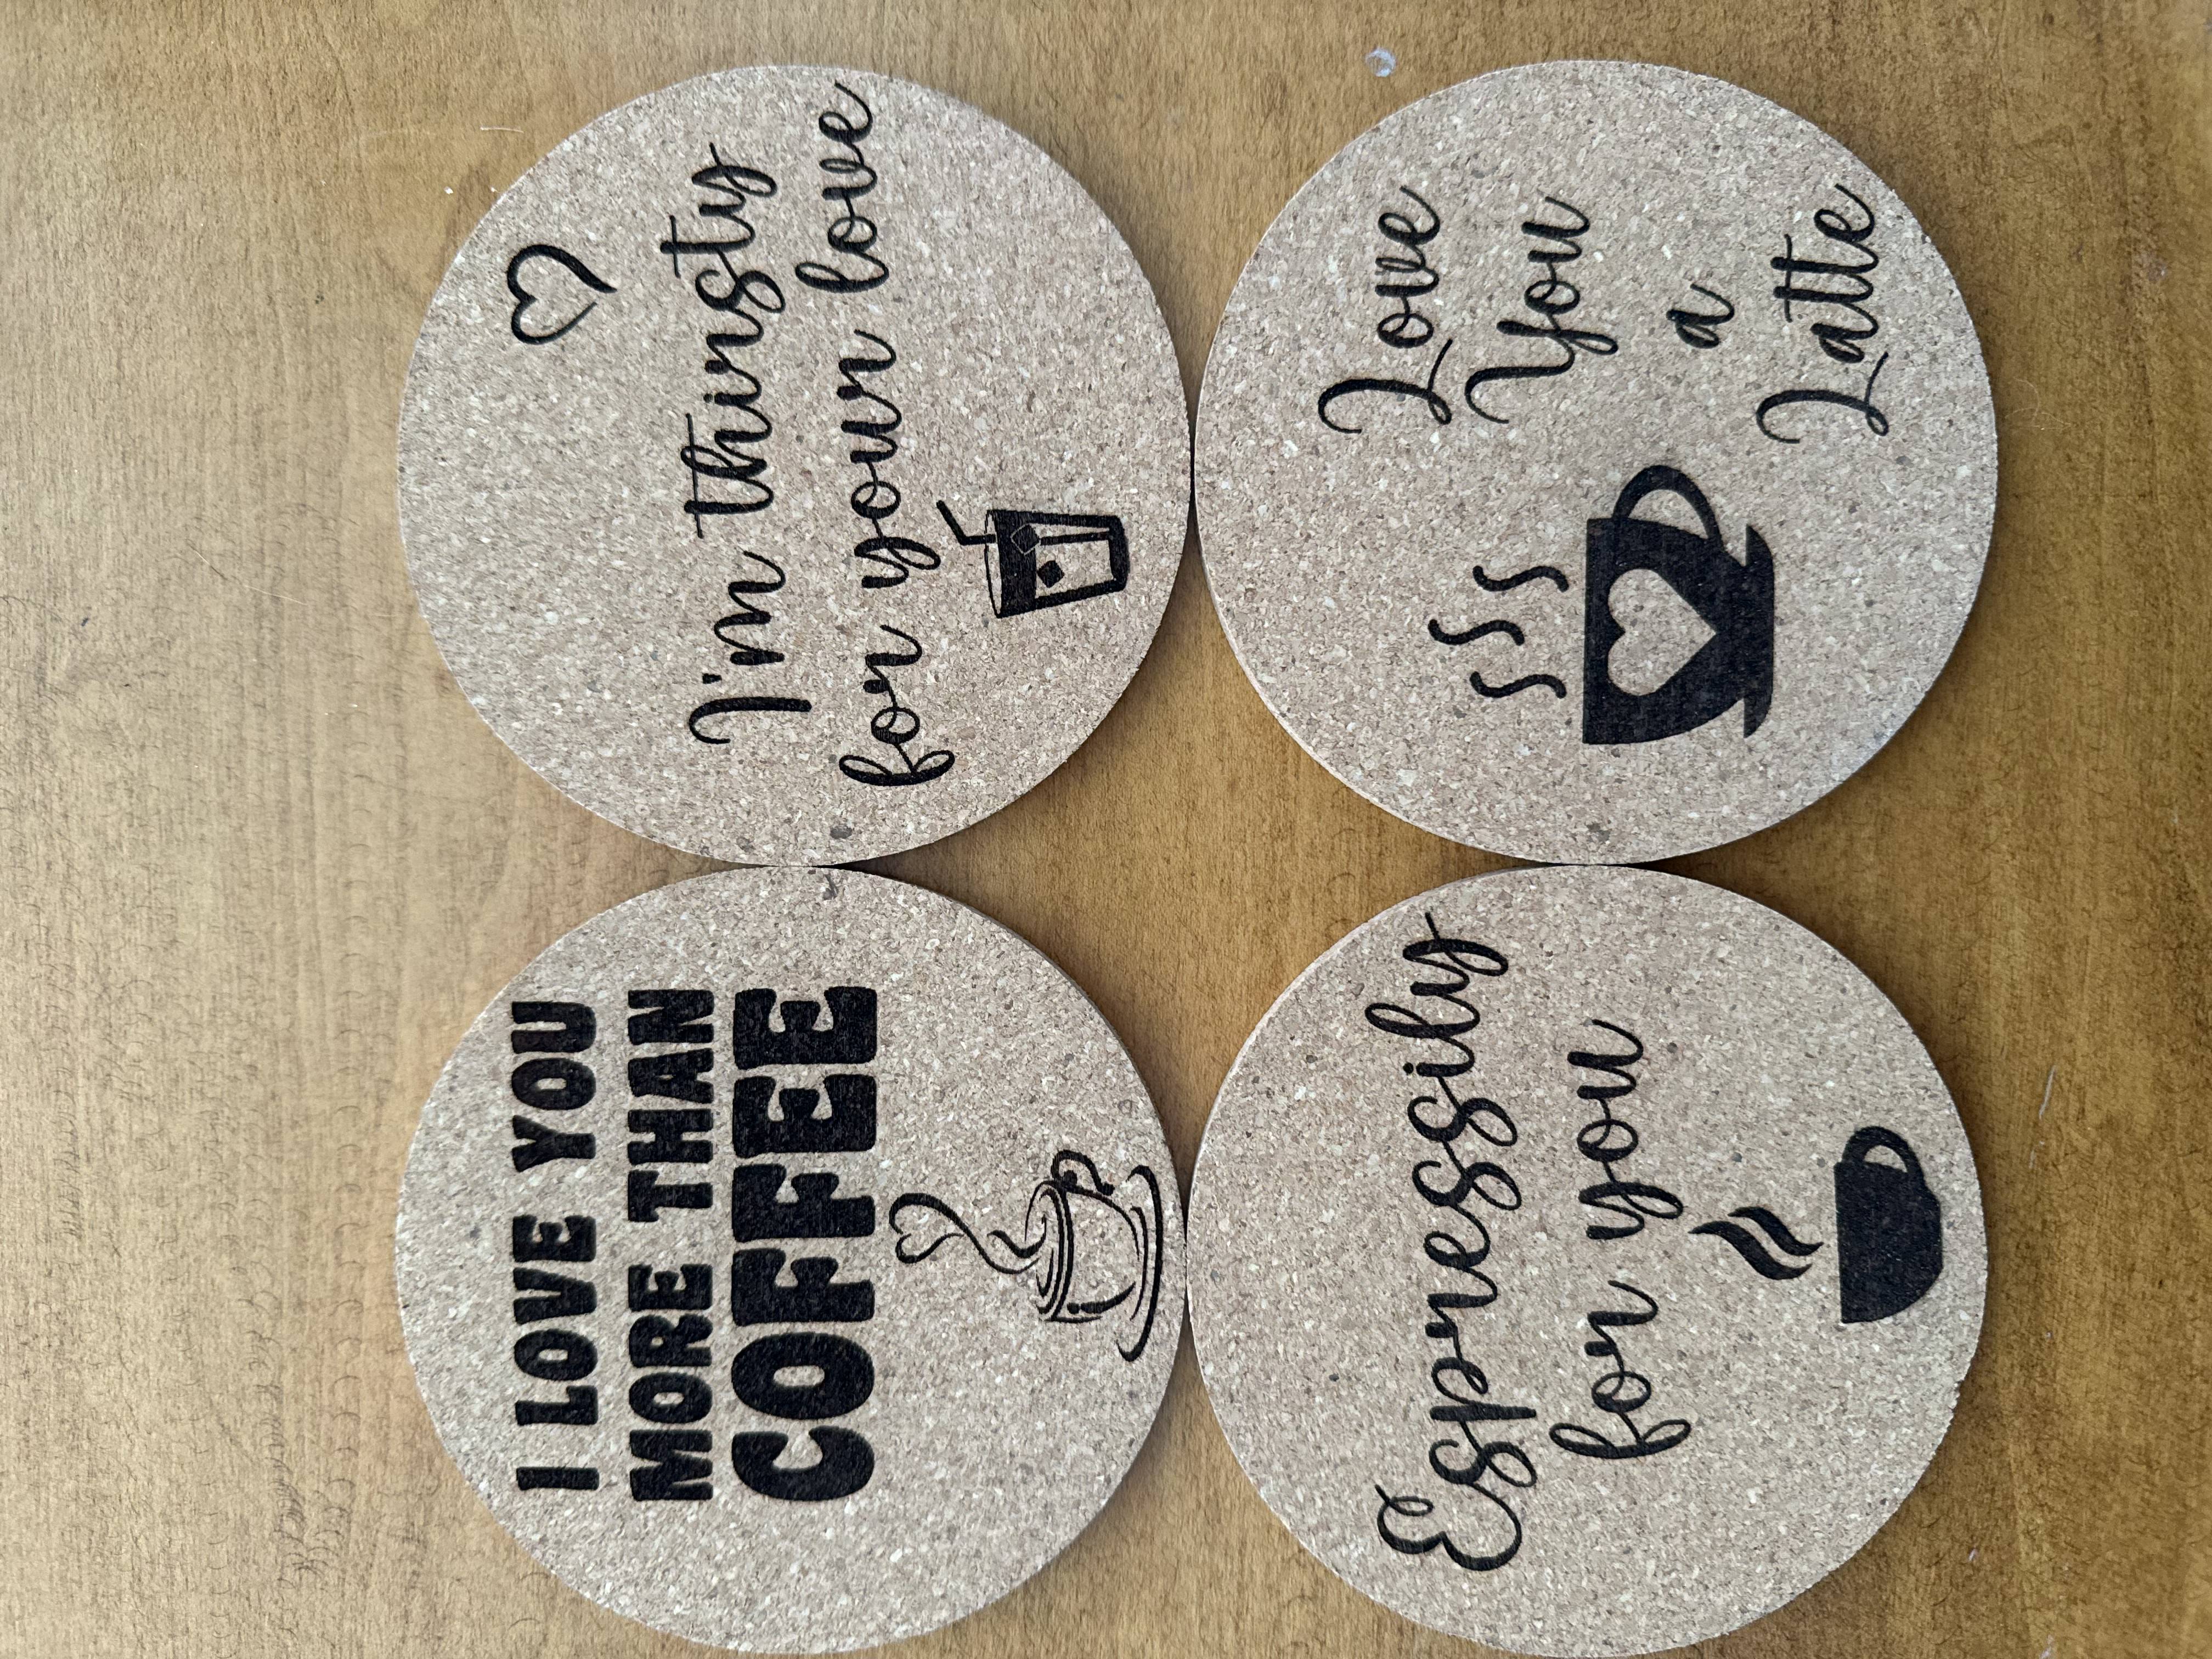 I LOVE YOU
MORE THAN
COFFEE
I'm thirsty
for your love
Espressily
for you
Love
You
a
Latte